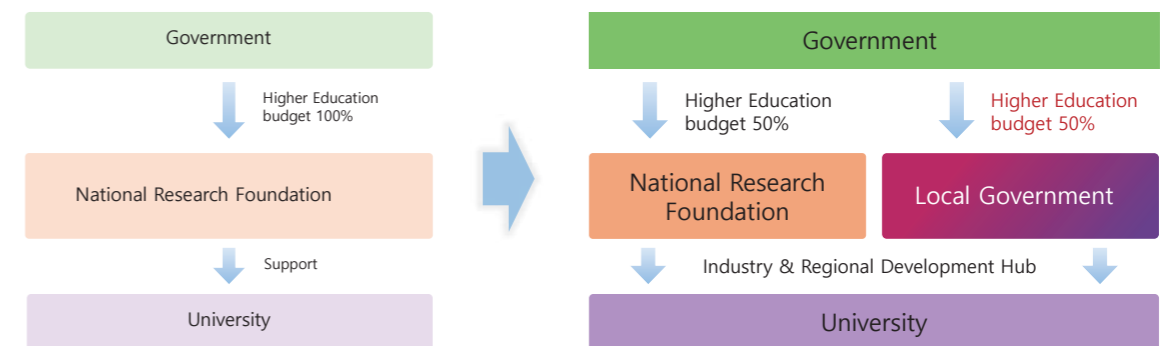 Government
Higher Education
budget 100%
National Research Foundation
Support
University
Government
Higher Education
budget 50%
Higher Education
budget 50%
National Research
Foundation
Local Government
Industry & Regional Development Hub
University